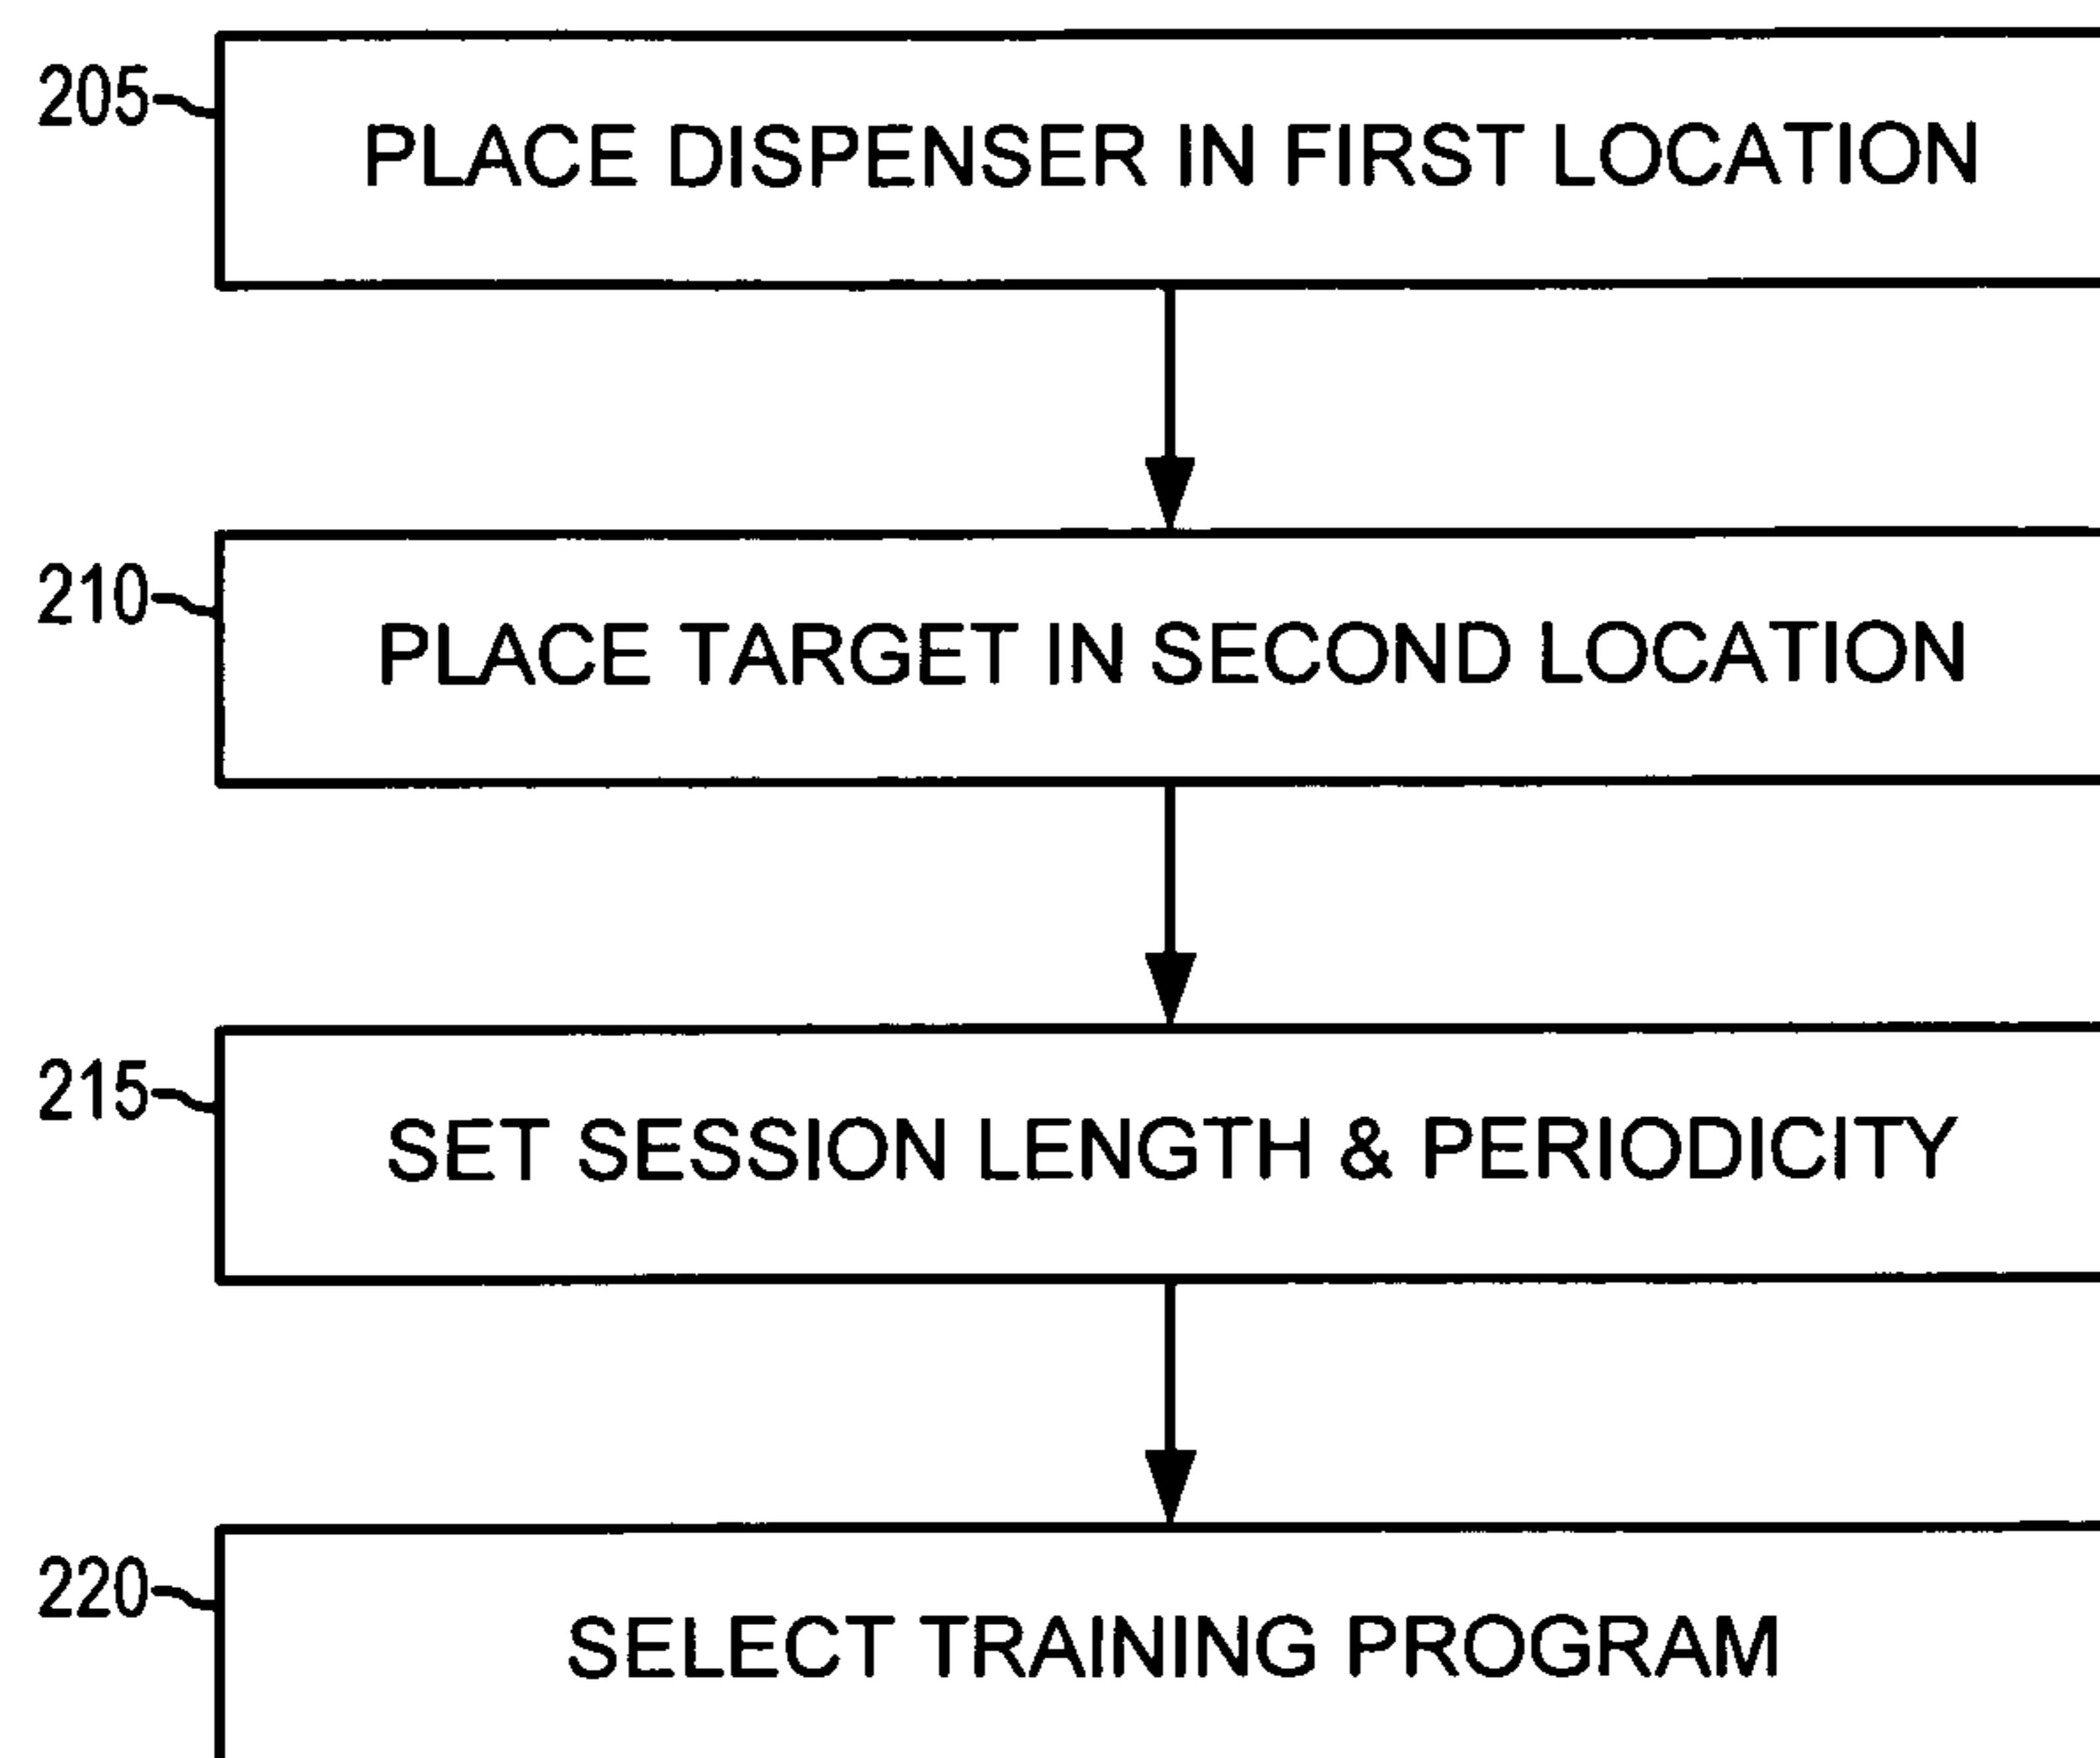 205
PLACE DISPENSER IN FIRST LOCATION
210
PLACE TARGET IN SECOND LOCATION
215
SET SESSION LENGTH & PERIODICITY
220
SELECT TRAINING PROGRAM